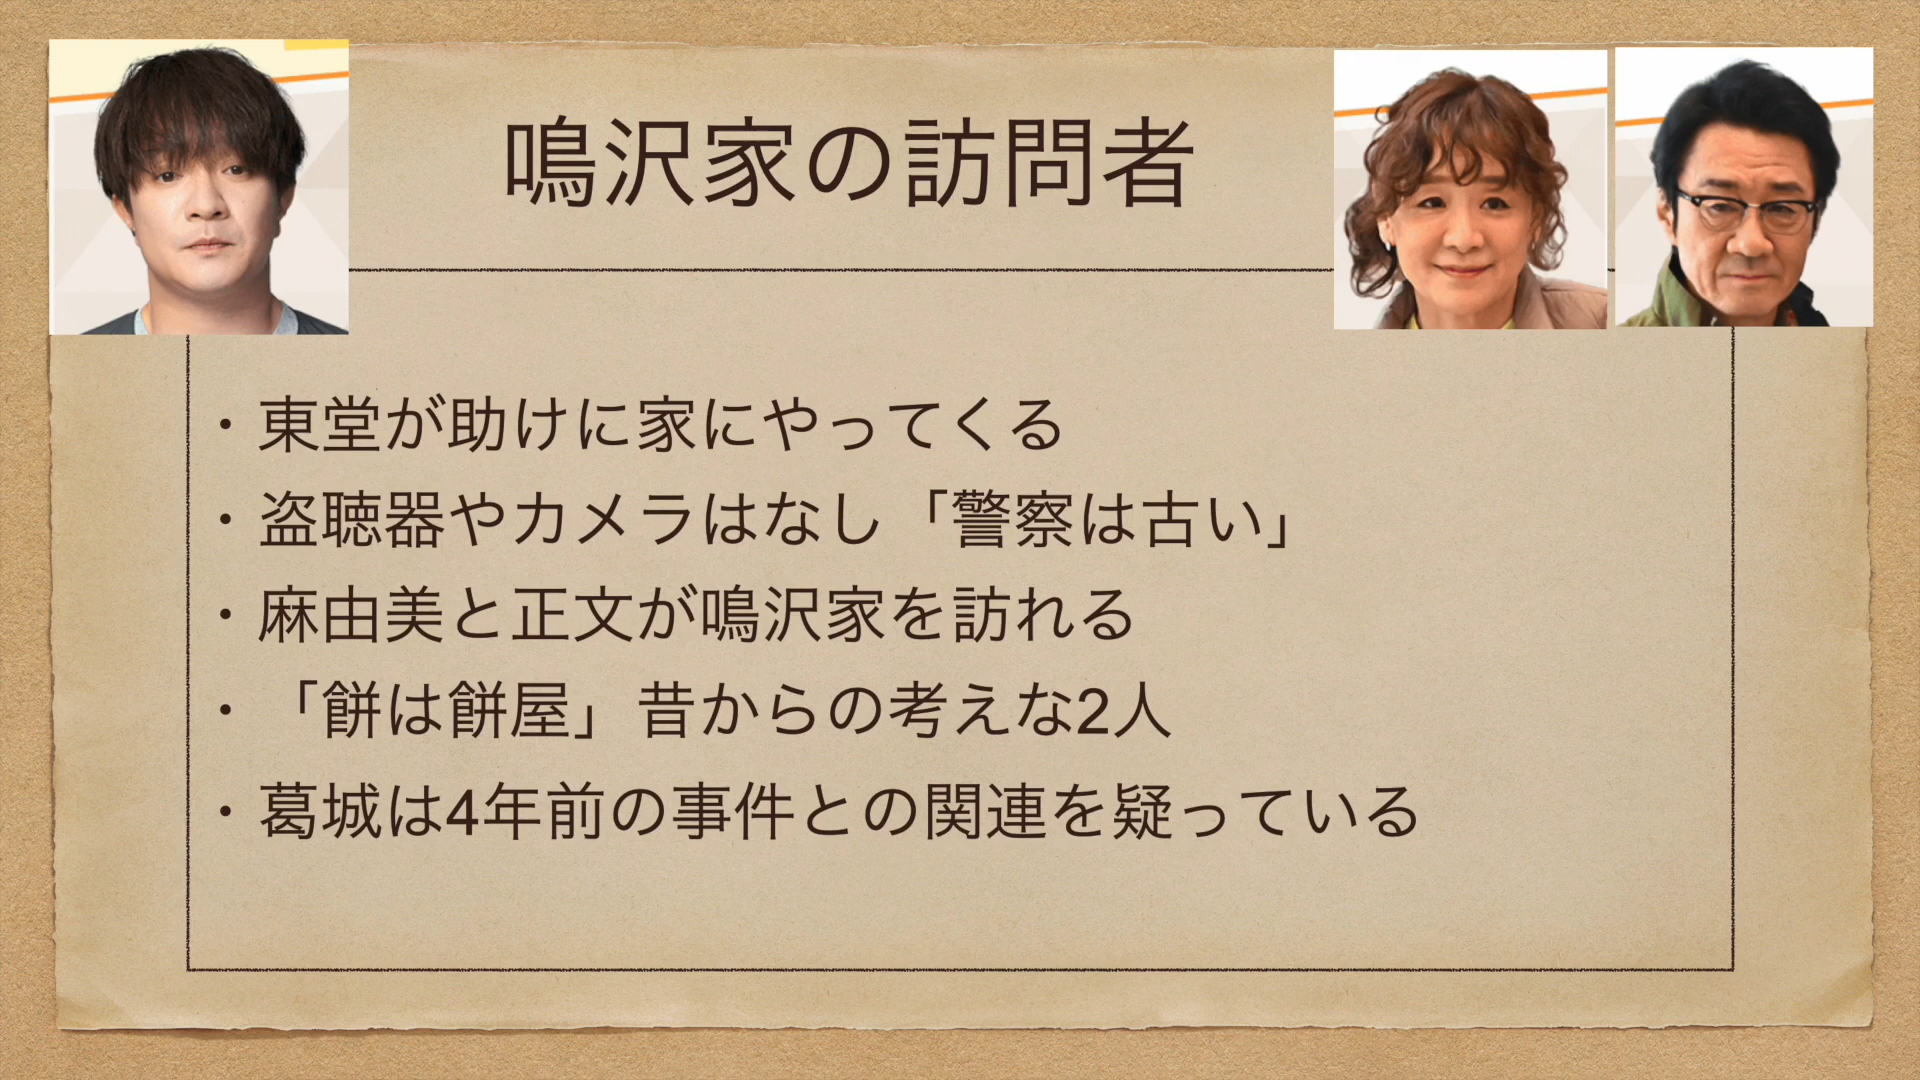 鳴沢家の訪問者
・東堂が助けに家にやってくる
・盗聴器やカメラはなし「警察は古い」
・麻由美と正文が鳴沢家を訪れる
・「餅は餅屋」昔からの考えな2人
・葛城は4年前の事件との関連を疑っている